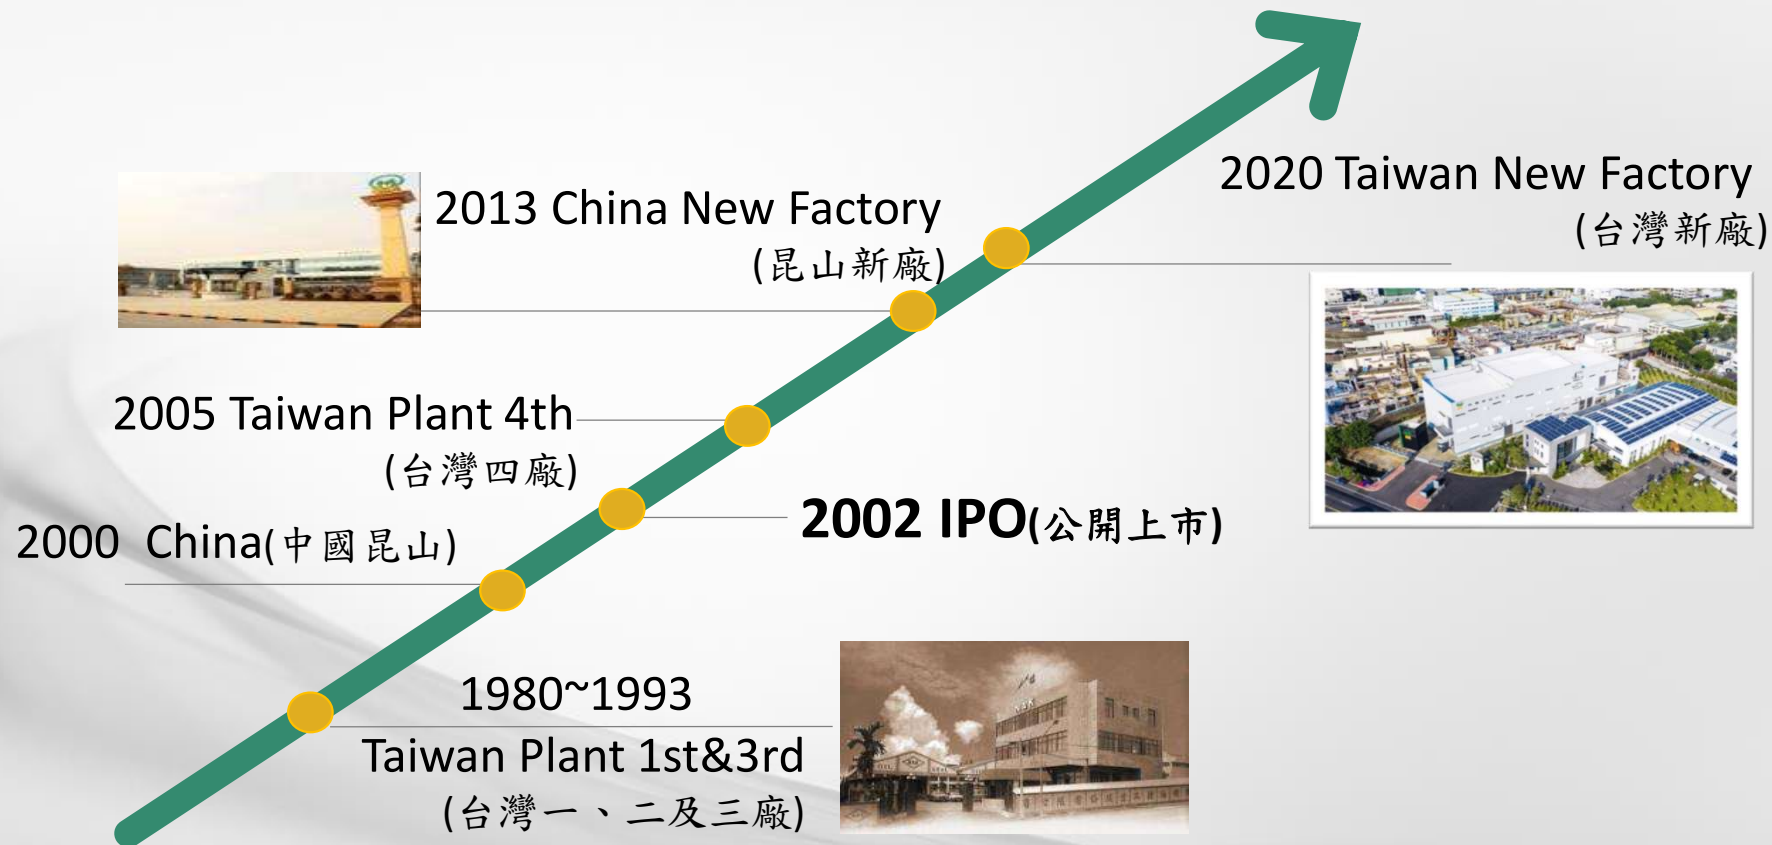 2020 Taiwan New Factory
(台灣新廠)
2013 China New Factory
(昆山新廠)
2005 Taiwan Plant 4th
(台灣四廠)
2002 IPO(公開上市)
2000 China(中國昆山)
1980~1993
Taiwan Plant 1st&3rd
(台灣一、二及三廠)